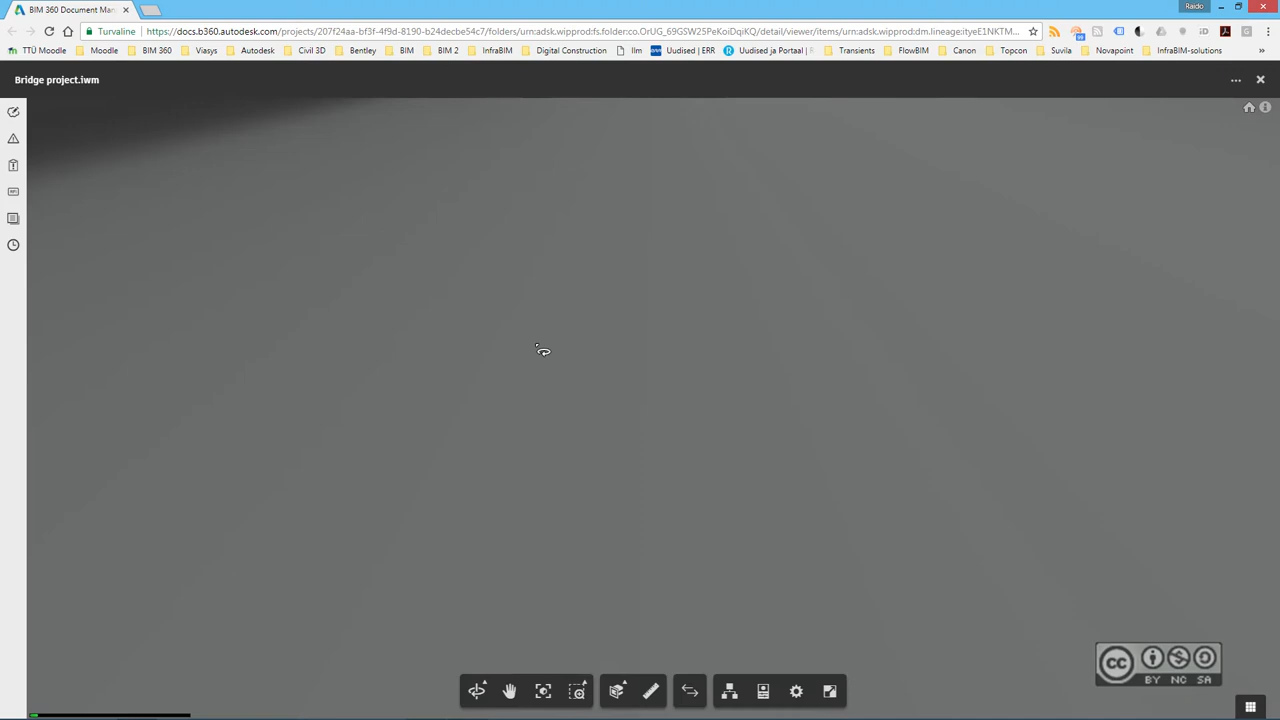 BIM 360 Document Man
Raido
Turvaline
https://docs.b360.autodesk.com/projects/207f24aa-bf3f-4f9d-8190-b24decbe54c7/folders/urn:adsk.wipprod:fs.folder:co.OrUG_69GSW25PeKoiDqiKQ/detail/viewer/items/urn:adsk.wipprod:dm.lineage:ityeE1NKTM...
TTÜ Moodle Moodle BIM 360 Viasys Autodesk Civil 3D Bentley BIM BIM 2 InfraBIM Digital Construction Ilm Uudised | ERR Uudised ja Portaal | R Transients FlowBIM Canon Topcon Suvila Novapoint InfraBIM-solutions
Bridge project.iwm
CC BY NC SA